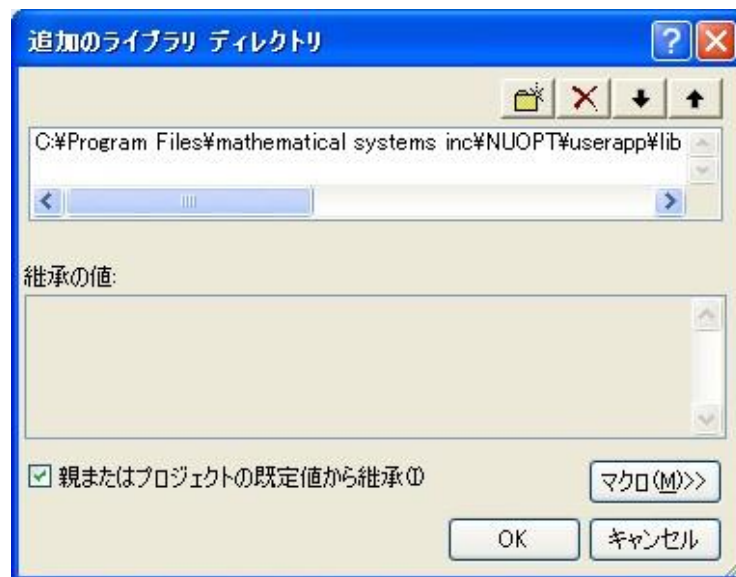 追加のライブラリ ディレクトリ
C:¥Program Files¥mathematical systems inc¥NUOPT¥userapp¥lib
継承の値:
親またはプロジェクトの既定値から継承(I)
マクロ(M)>>
OK
キャンセル